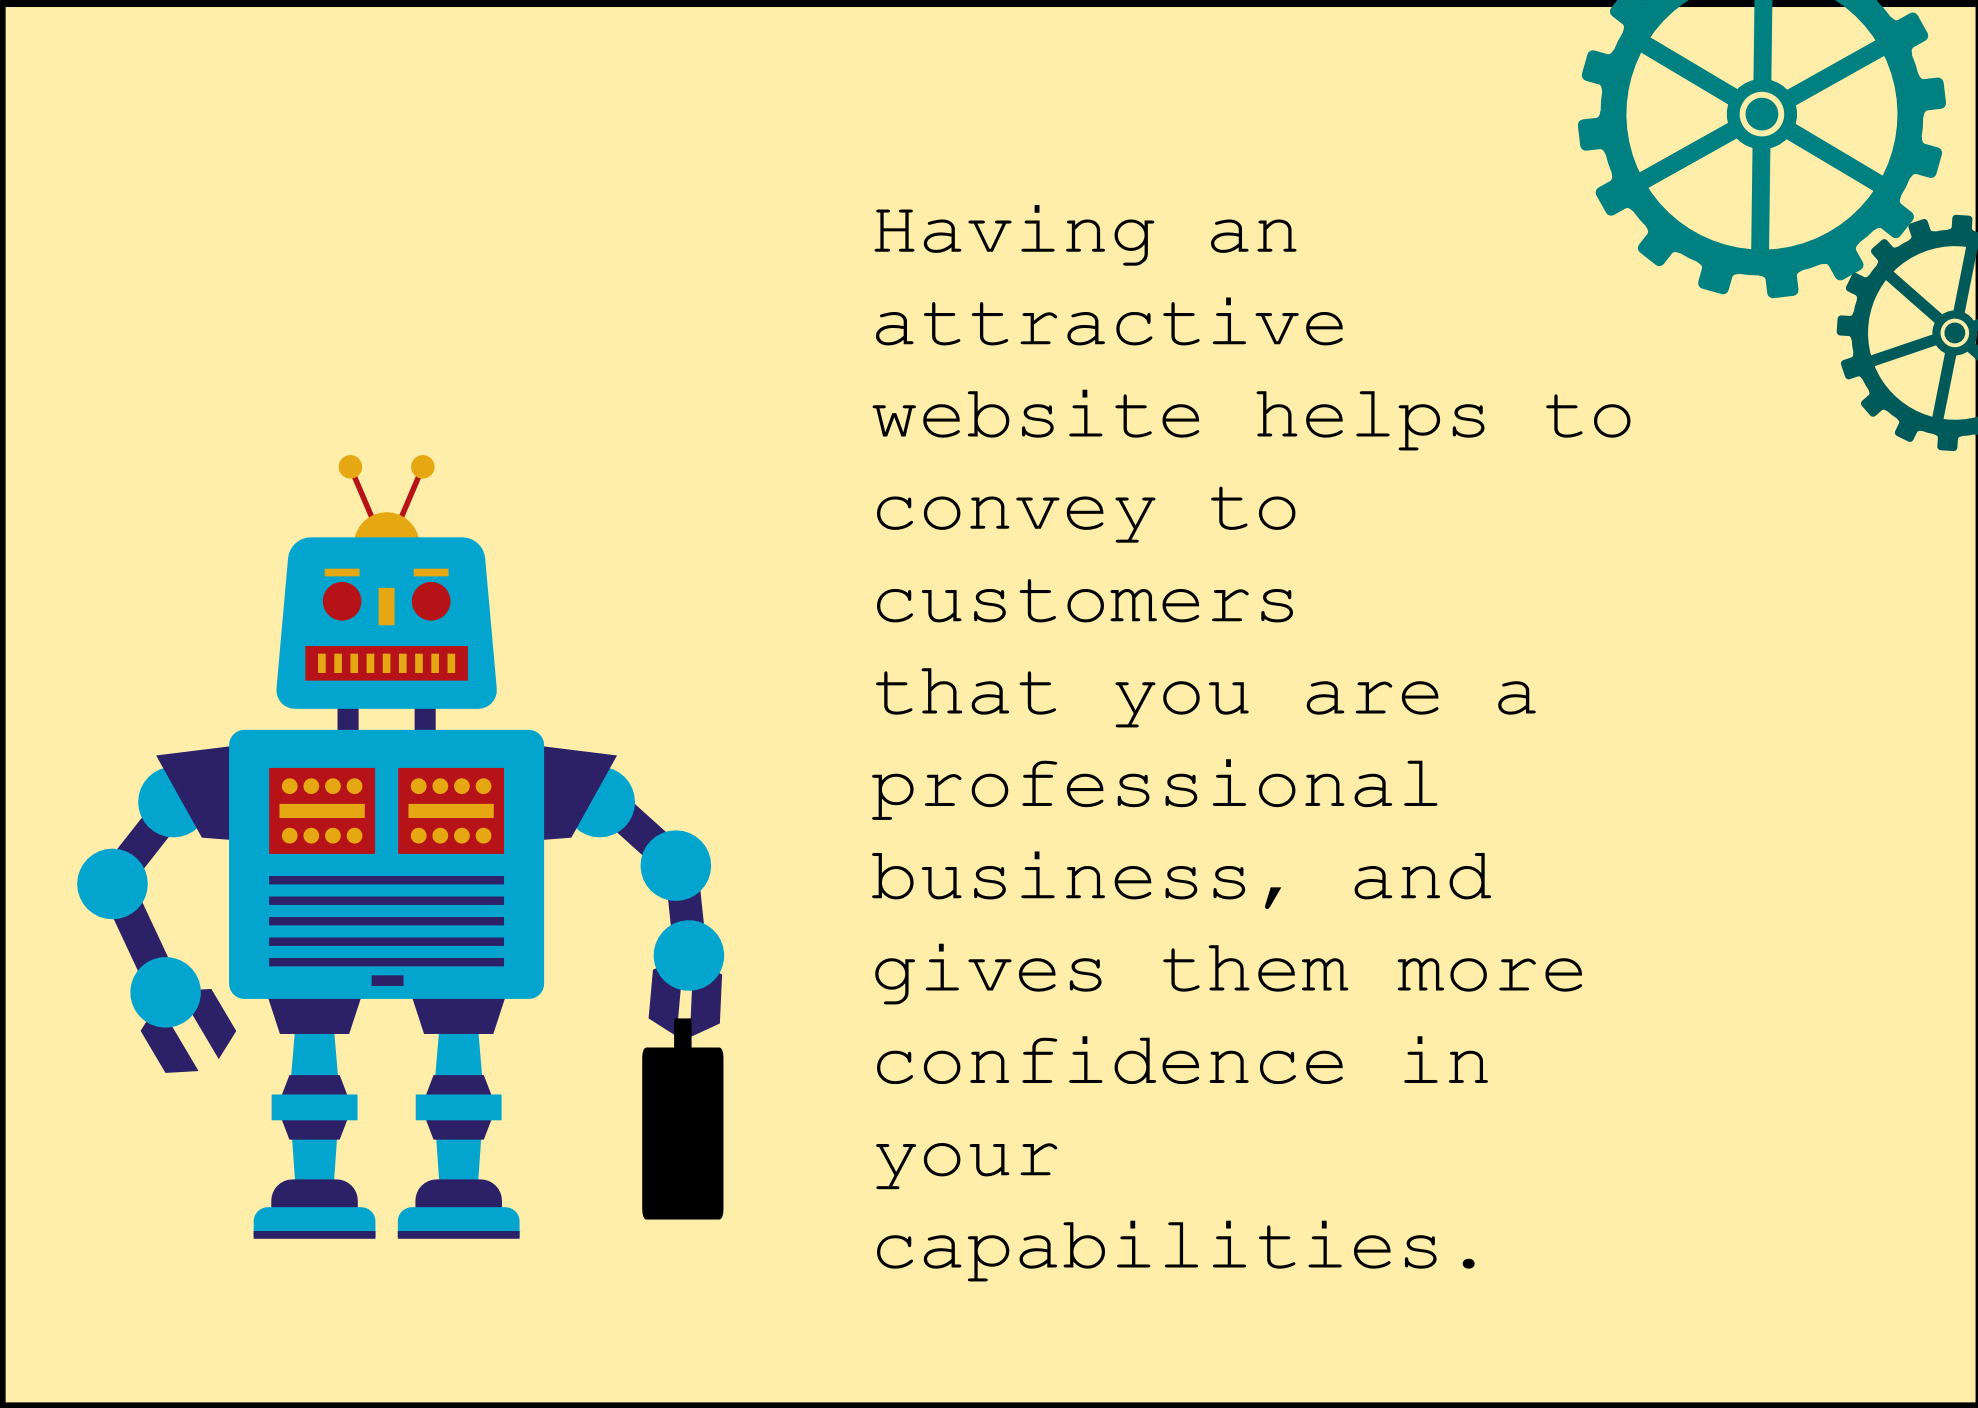 Having an
attractive
website helps to
convey to
customers
that you are a
professional
business, and
gives them more
confidence in
your
capabilities.